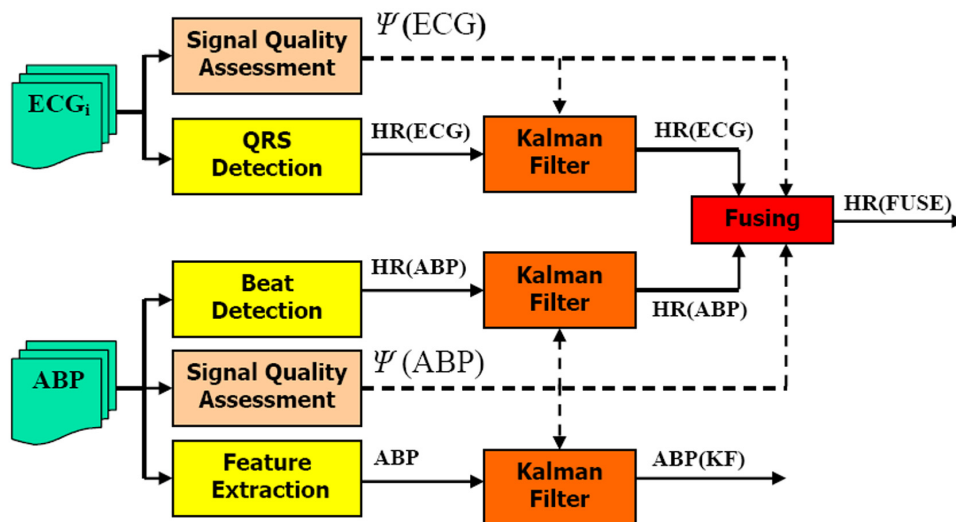 Signal Quality
Assessment
Ψ(ECG)
ECGi
QRS
Detection
HR(ECG)
Kalman
Filter
HR(ECG)
Fusing
HR(FUSE)
Beat
Detection
HR(ABP)
Kalman
Filter
HR(ABP)
ABP
Signal Quality
Assessment
Ψ(ABP)
Feature
Extraction
ABP
Kalman
Filter
ABP(KF)